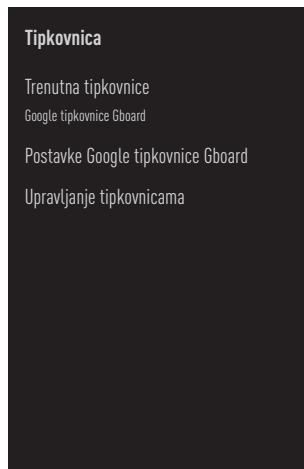 Tipkovnica
Trenutna tipkovnice
Google tipkovnice Gboard
Postavke Google tipkovnice Gboard
Upravljanje tipkovnicama